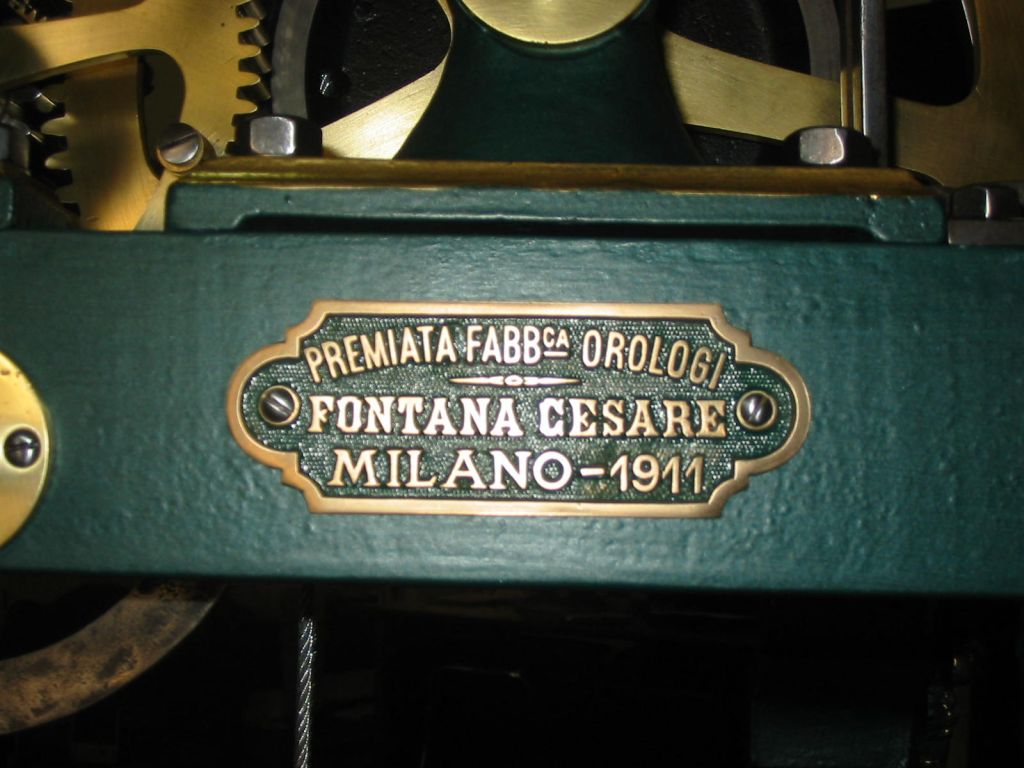 PREMIATA FABBCA OROLOGI
FONTANA CESARE
MILANO-1911